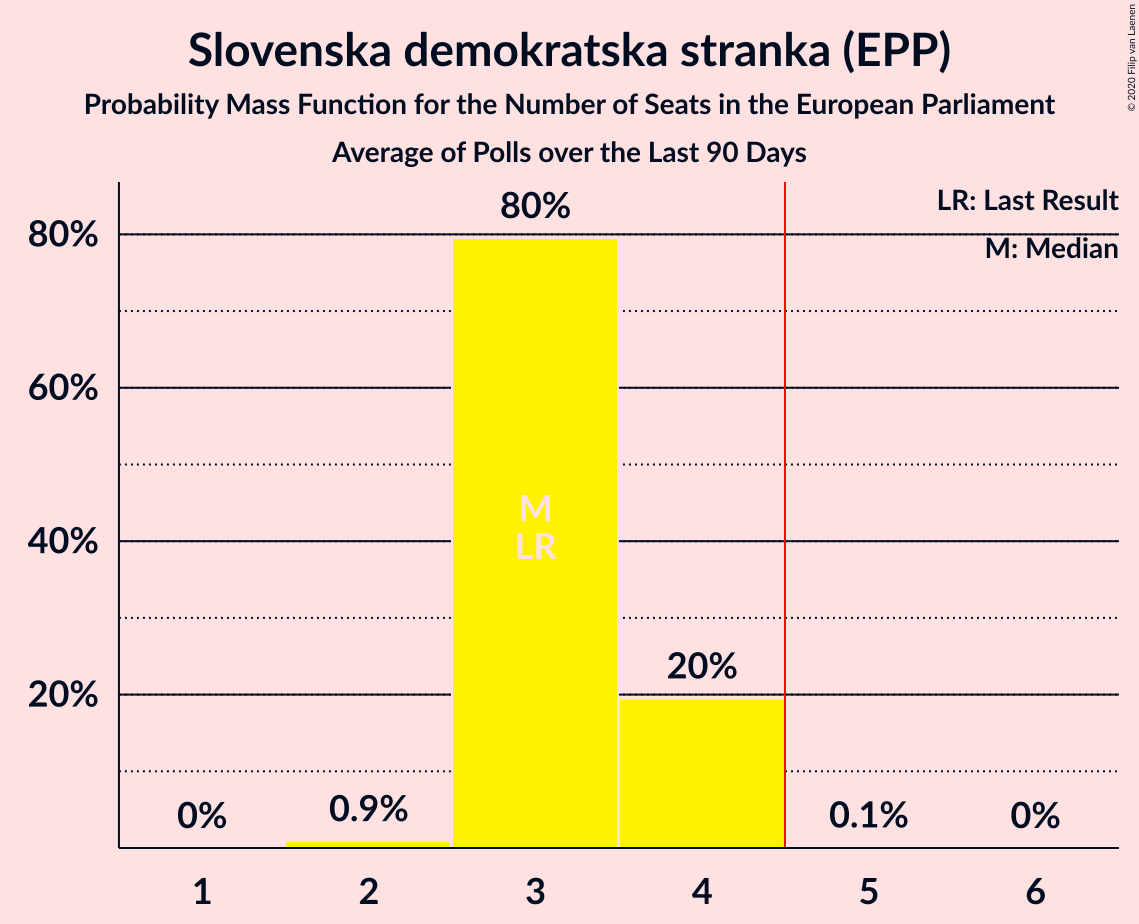 Slovenska demokratska stranka (EPP)
Probability Mass Function for the Number of Seats in the European Parliament
Average of Polls over the Last 90 Days
© 2020 Filip van Laenen
LR: Last Result
M: Median
80%
60%
40%
20%
0%
0.9%
80%
M
LR
20%
0.1%
0%
1 2 3 4 5 6